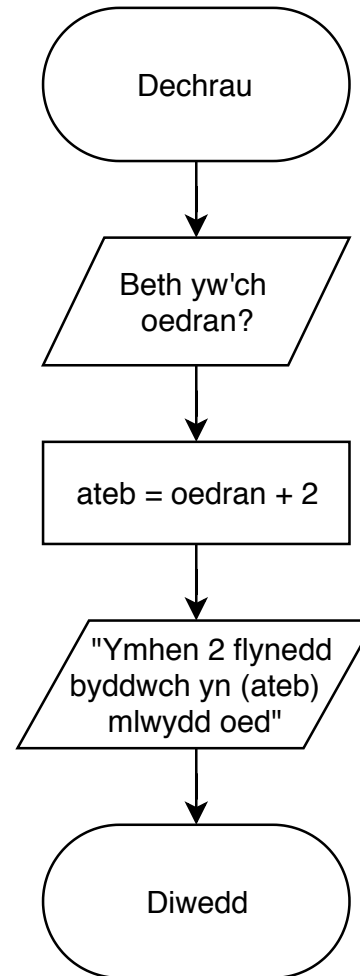 Dechrau
Beth yw'ch
oedran?
ateb = oedran + 2
"Ymhen 2 flynedd
byddwch yn (ateb)
mlwydd oed"
Diwedd